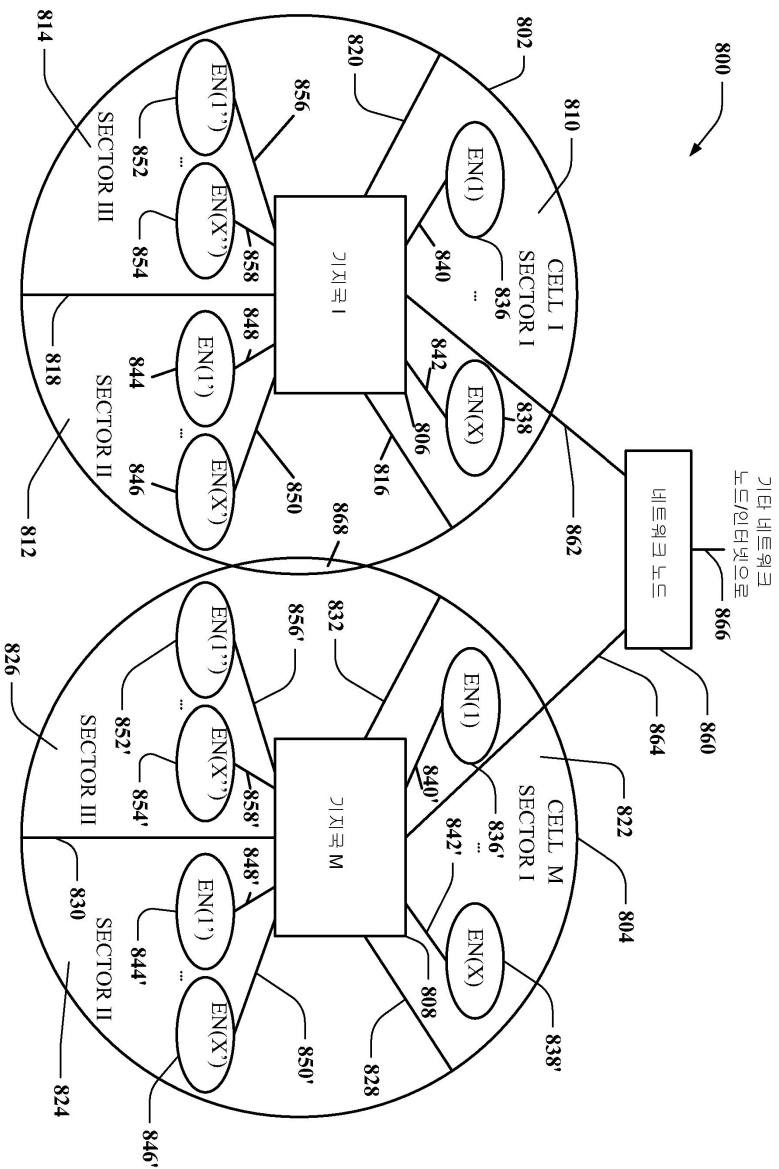 800
기타 네트워크
노드/인터넷으로
866
네트워크 노드
860
862
864
802
810
820
CELL I
SECTOR I
EN(1)
836
...
EN(X)
838
840
842
806
816
기지국 I
856
858
848
850
EN(1'')
...
EN(X'')
852
854
SECTOR III
814
EN(1')
...
EN(X')
844
846
SECTOR II
818
812
868
804
822
832
CELL M
SECTOR I
EN(1)
836'
...
EN(X)
838'
840'
842'
808
828
기지국 M
856'
858'
848'
850'
EN(1'')
...
EN(X'')
852'
854'
SECTOR III
826
EN(1')
...
EN(X')
844'
846'
SECTOR II
830
824